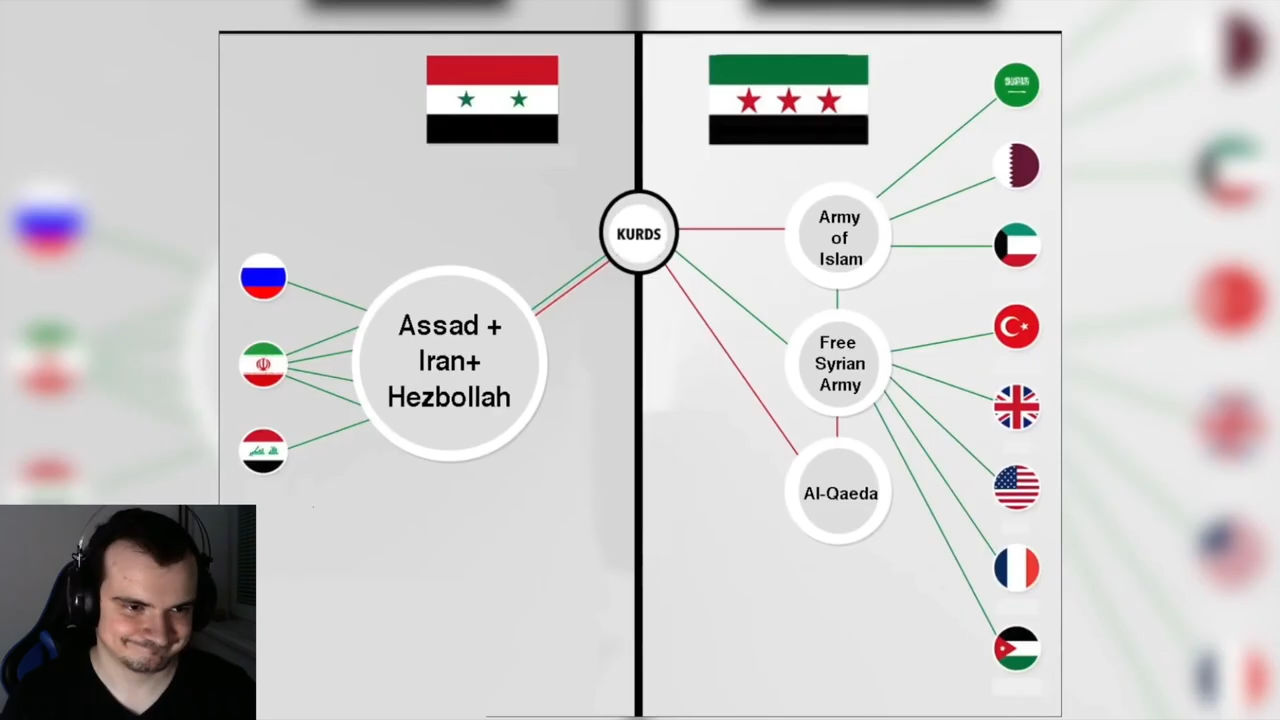 KURDS
Assad +
Iran+
Hezbollah
Army
of
Islam
Free
Syrian
Army
Al-Qaeda